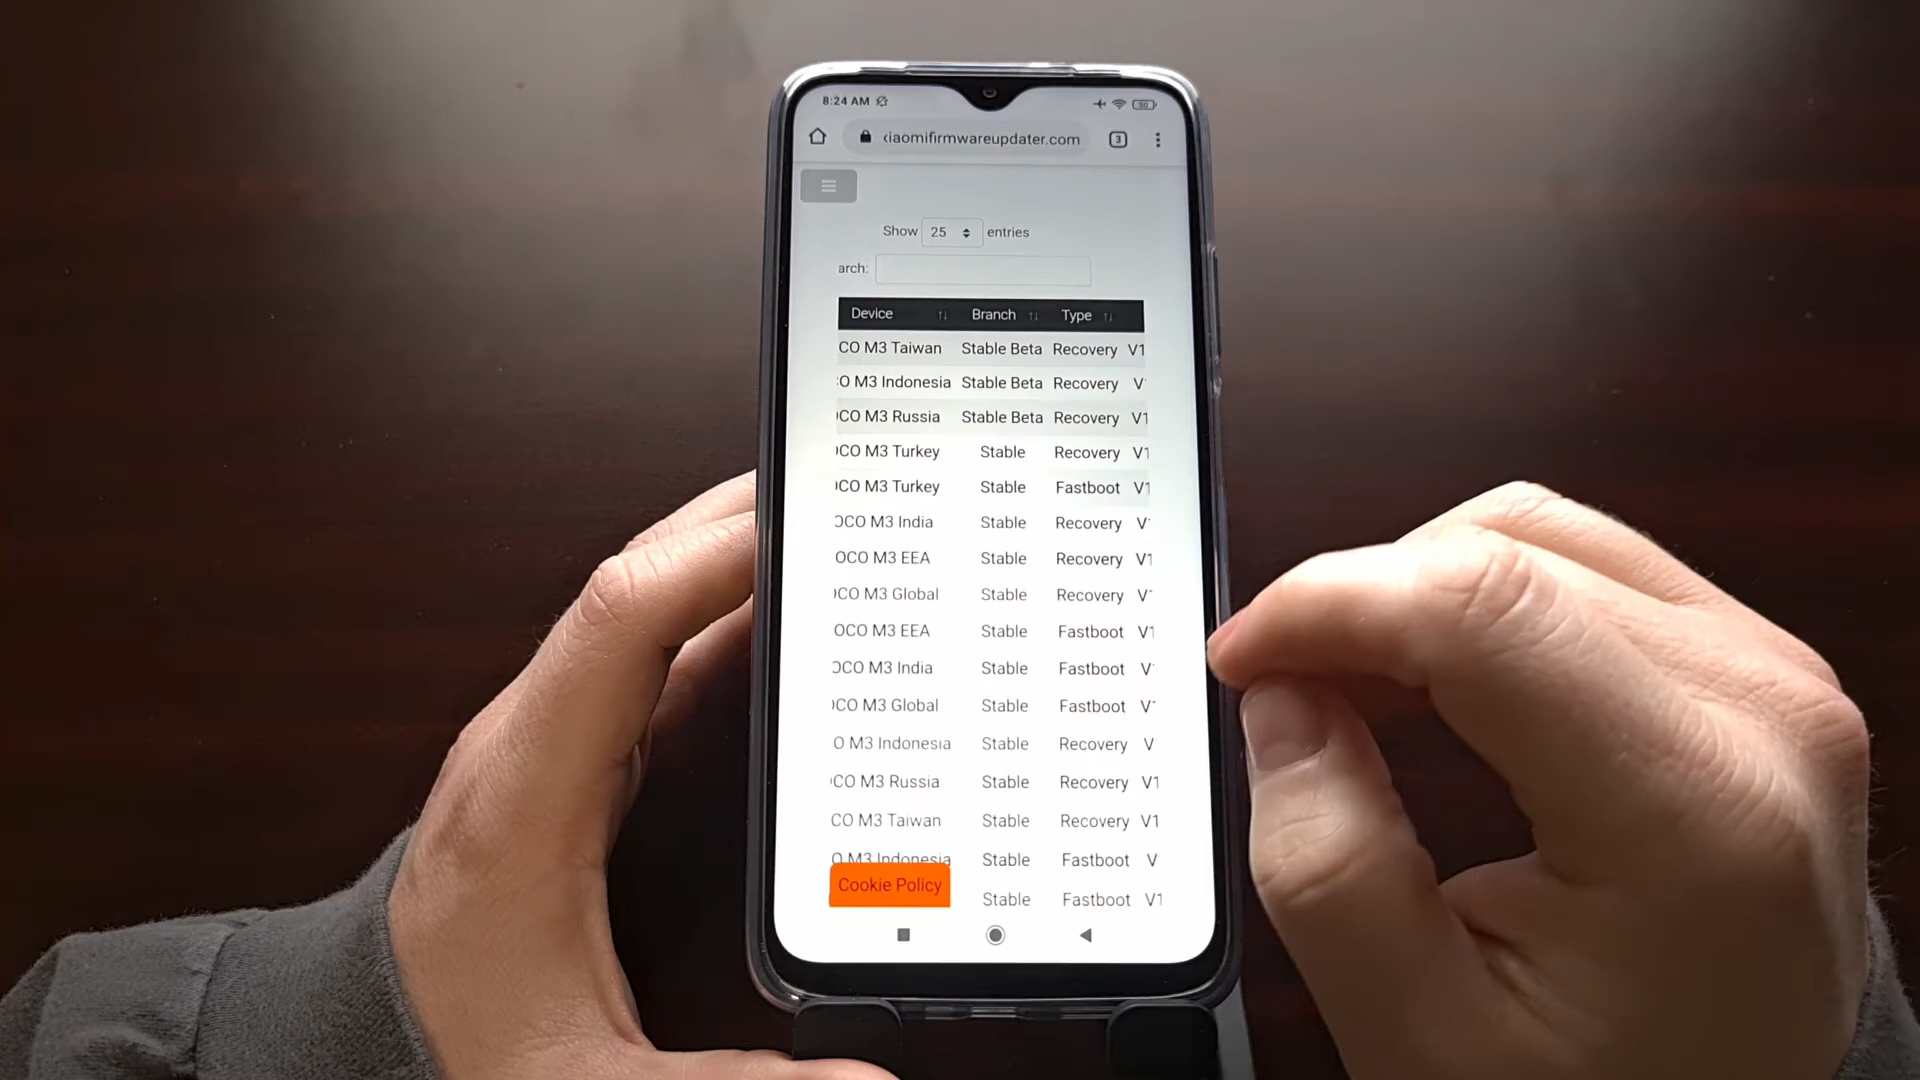 8:24 AM 50
‹iaomifirmwareupdater.com 3
Show 25 entries
arch:
Device Branch Type
CO M3 Taiwan Stable Beta Recovery V1
O M3 Indonesia Stable Beta Recovery V
CO M3 Russia Stable Beta Recovery V1
CO M3 Turkey Stable Recovery V1
CO M3 Turkey Stable Fastboot V1
OCO M3 India Stable Recovery V
OCO M3 EEA Stable Recovery V1
CO M3 Global Stable Recovery V
OCO M3 EEA Stable Fastboot V1
OCO M3 India Stable Fastboot V
CO M3 Global Stable Fastboot V
O M3 Indonesia Stable Recovery V
CO M3 Russia Stable Recovery V1
CO M3 Taiwan Stable Recovery V1
O M3 Indonesia Stable Fastboot V
Cookie Policy Stable Fastboot V1